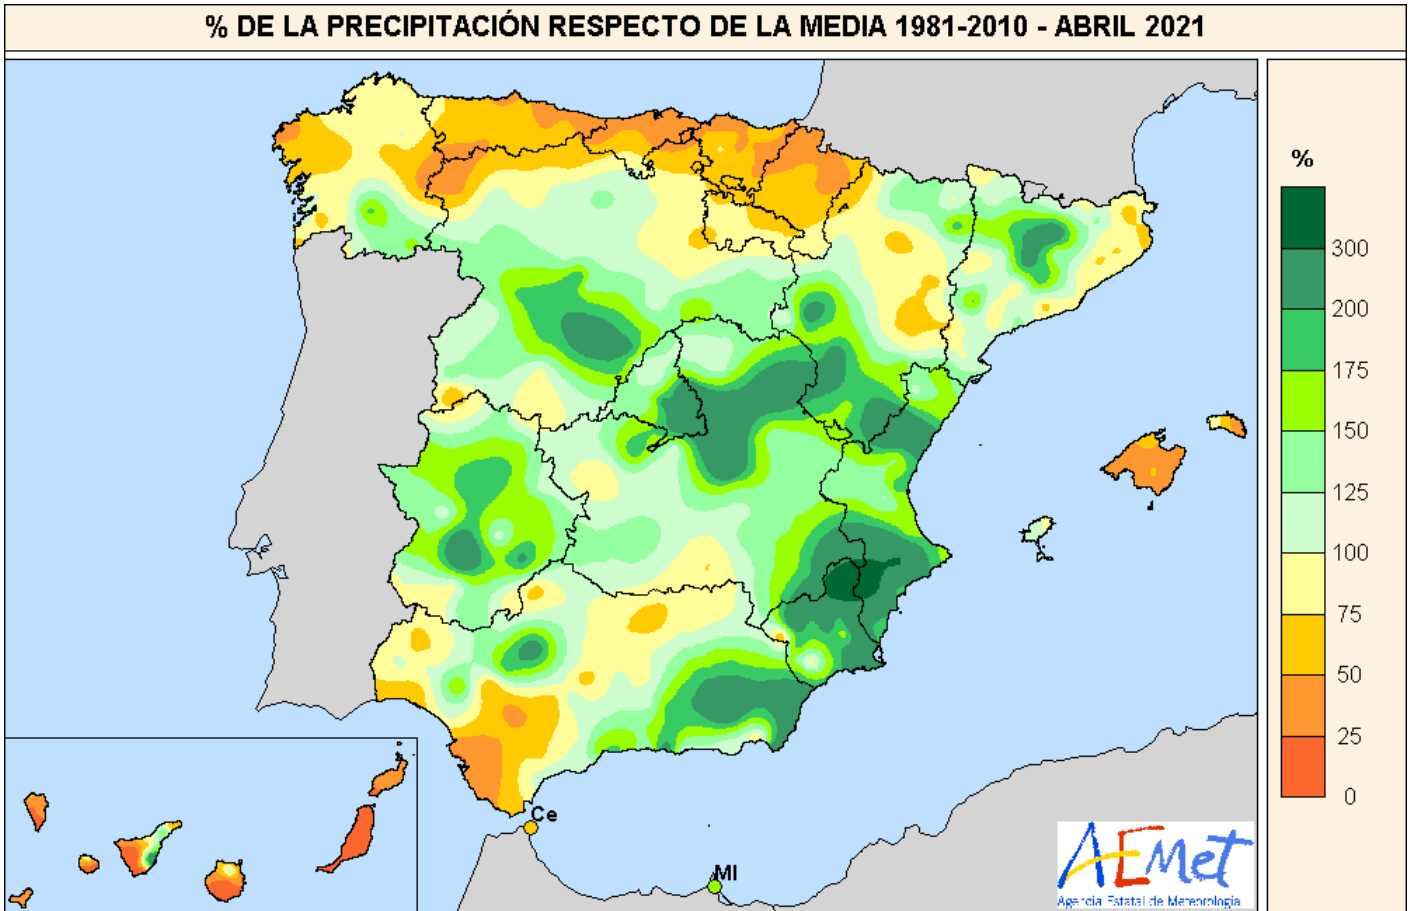 % DE LA PRECIPITACIÓN RESPECTO DE LA MEDIA 1981-2010 - ABRIL 2021
%
300
200
175
150
125
100
75
50
25
0
Ce
Ml
AEMet
Agencia Estatal de Meteorología